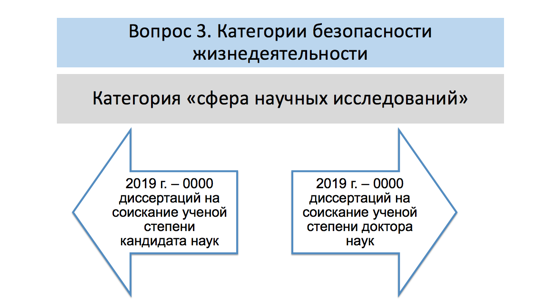 Вопрос 3. Категории безопасности
жизнедеятельности
Категория «сфера научных исследований»
2019 г. – 0000
диссертаций на
соискание ученой
степени
кандидата наук
2019 г. – 0000
диссертаций на
соискание ученой
степени доктора
наук